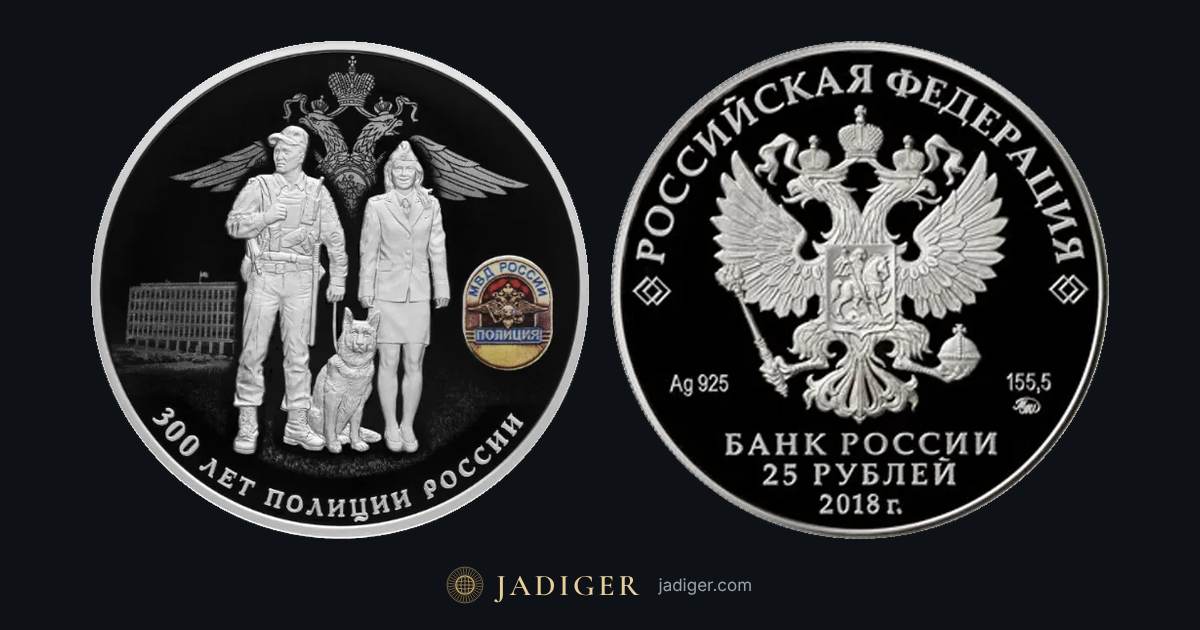 МВД РОССИИ
ПОЛИЦИЯ
300 ЛЕТ ПОЛИЦИИ РОССИИ
РОССИЙСКАЯ ФЕДЕРАЦИЯ
Ag 925
155,5
БАНК РОССИИ
25 РУБЛЕЙ
2018 г.
JADIGER
jadiger.com